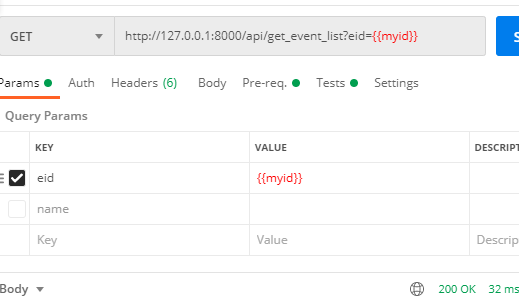 GET http://127.0.0.1:8000/api/get_event_list?eid={{myid}} S
Params Auth Headers (6) Body Pre-req. Tests Settings
Query Params
KEY VALUE DESCRIPT
eid {{myid}}
name
Key Value Descrip
Body 200 OK 32 ms